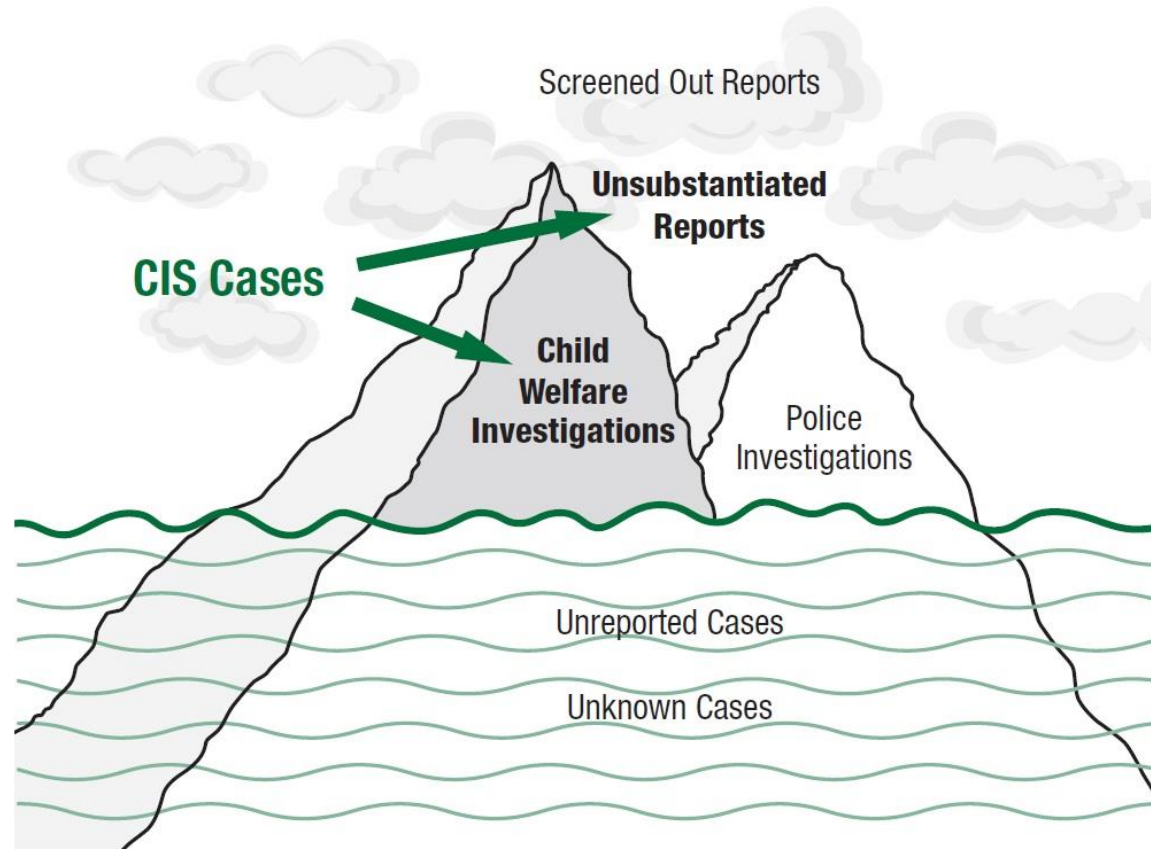 Screened Out Reports
Unsubstantiated
Reports
CIS Cases
Child
Welfare
Investigations
Police
Investigations
Unreported Cases
Unknown Cases